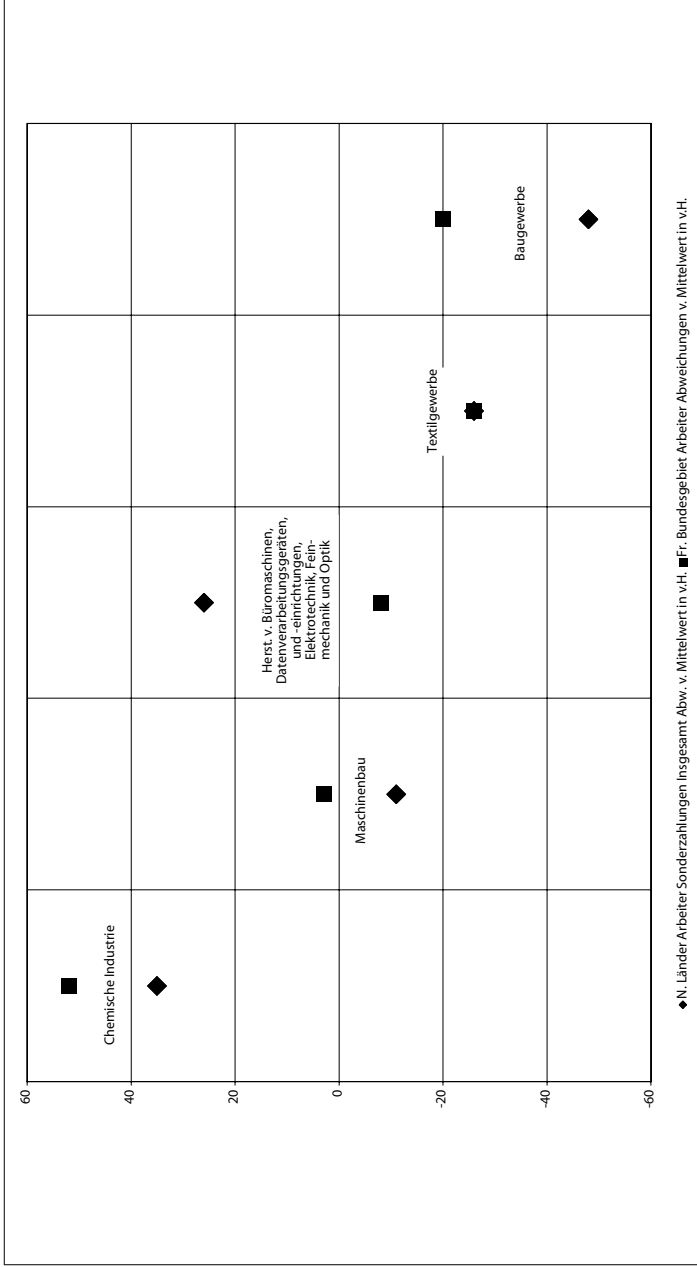 60
40
20
0
-20
-40
-60
Chemische Industrie
Maschinenbau
Herst. v. Büromaschinen,
Datenverarbeitungsgeräten,
und -einrichtungen,
Elektrotechnik, Fein-
mechanik und Optik
Textilgewerbe
Baugewerbe
N. Länder Arbeiter Sonderzahlungen Insgesamt Abw. v. Mittelwert in v.H. Fr. Bundesgebiet Arbeiter Abweichungen v. Mittelwert in v.H.